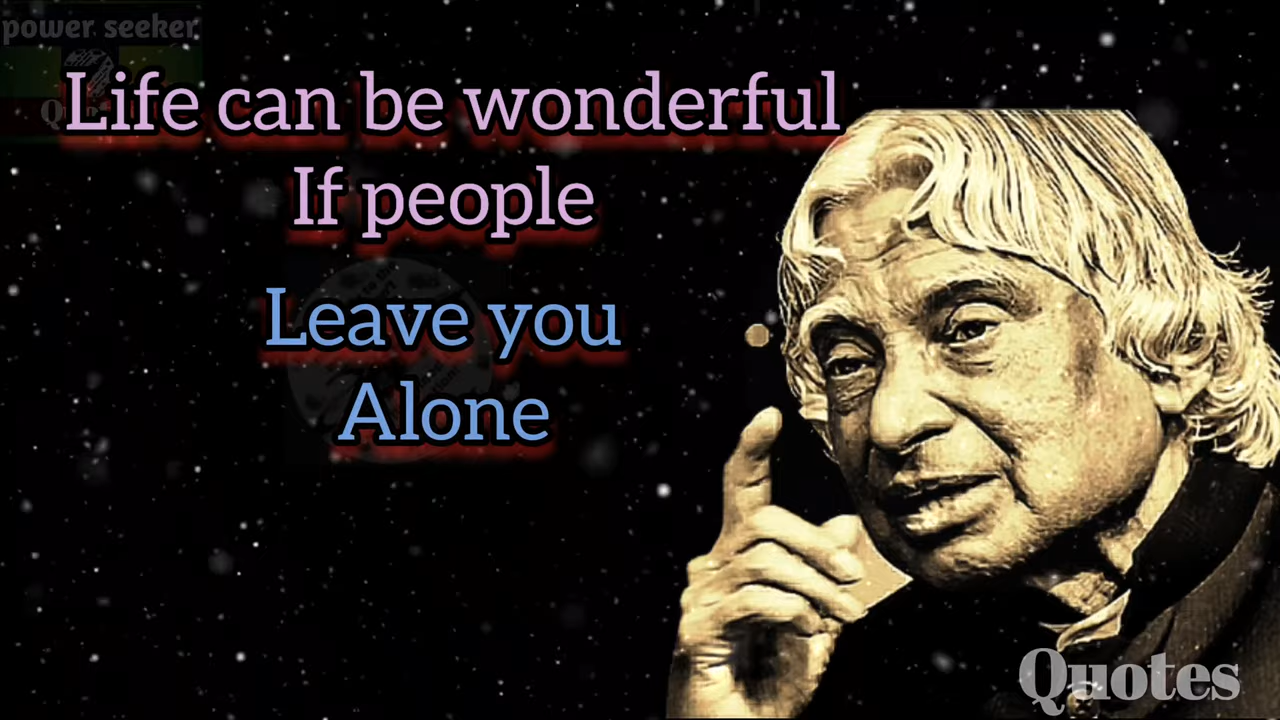 power seeker
Life can be wonderful
If people
Leave you
Alone
Quotes